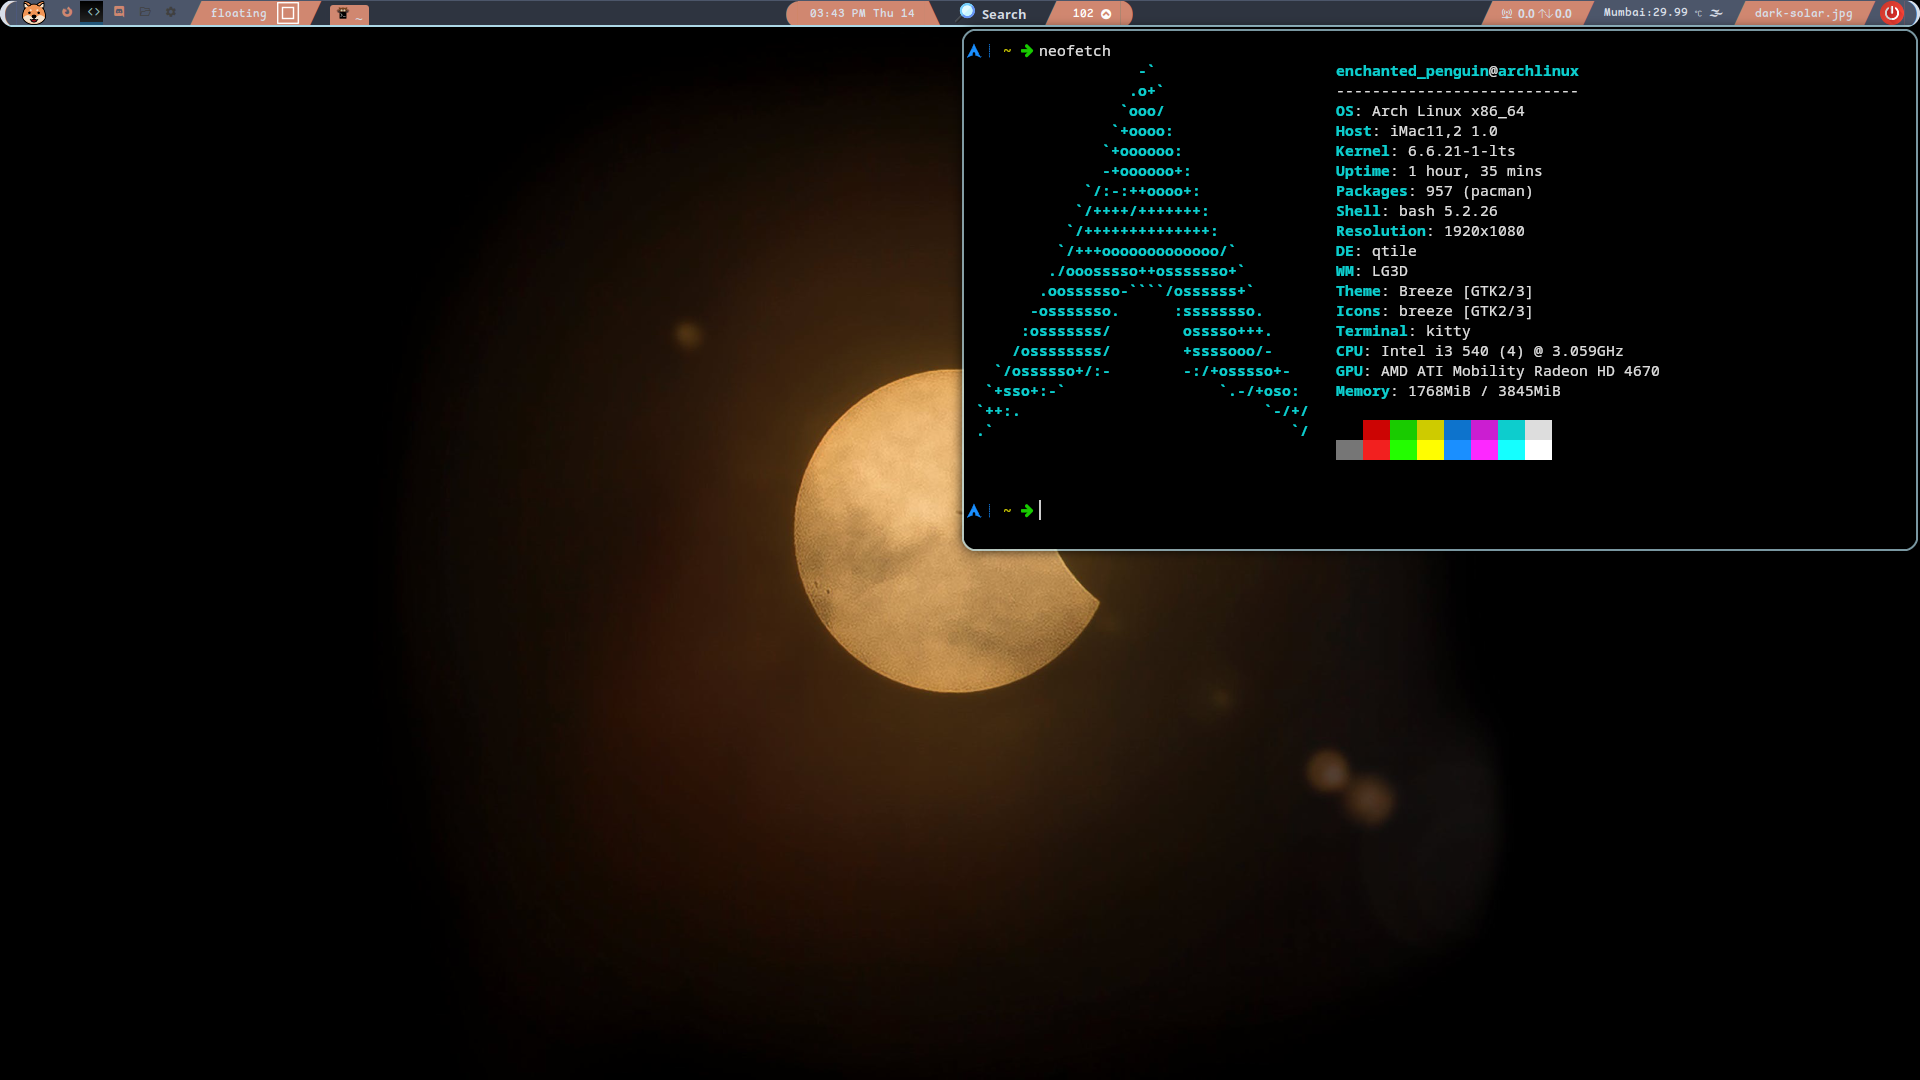 floating
~
03:43 PM Thu 14
Search
102
0.0 ↑↓ 0.0
Mumbai:29.99 °C
dark-solar.jpg
~ neofetch
-`
.o+`
`ooo/
`+oooo:
`+oooooo:
-+oooooo+:
`/:-:++oooo+:
`/++++/+++++++:
`/++++++++++++++:
`/+++ooooooooooooo/`
./ooosssso++osssssso+`
.oossssso-````/ossssss+`
-osssssso.      :ssssssso.
:osssssss/        osssso+++.
/ossssssss/        +ssssooo/-
`/ossssso+/:-        -:/+osssso+-
`+sso+:-`                 `.-/+oso:
`++:.                           `-/+/
.`                                 `/
enchanted_penguin@archlinux
---------------------------
OS: Arch Linux x86_64
Host: iMac11,2 1.0
Kernel: 6.6.21-1-lts
Uptime: 1 hour, 35 mins
Packages: 957 (pacman)
Shell: bash 5.2.26
Resolution: 1920x1080
DE: qtile
WM: LG3D
Theme: Breeze [GTK2/3]
Icons: breeze [GTK2/3]
Terminal: kitty
CPU: Intel i3 540 (4) @ 3.059GHz
GPU: AMD ATI Mobility Radeon HD 4670
Memory: 1768MiB / 3845MiB
~